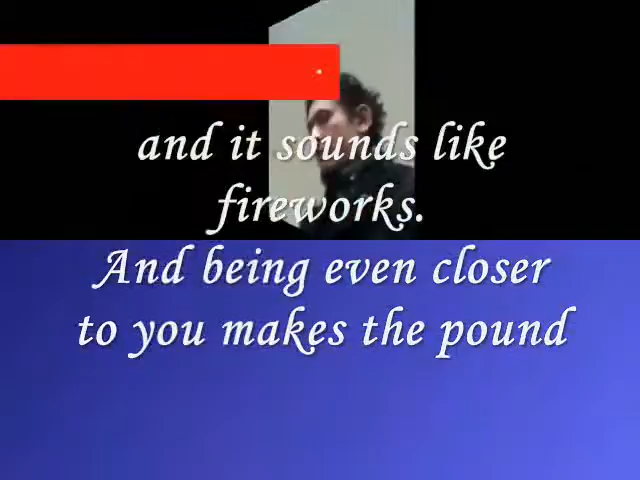 and it sounds like
fireworks.
And being even closer
to you makes the pound